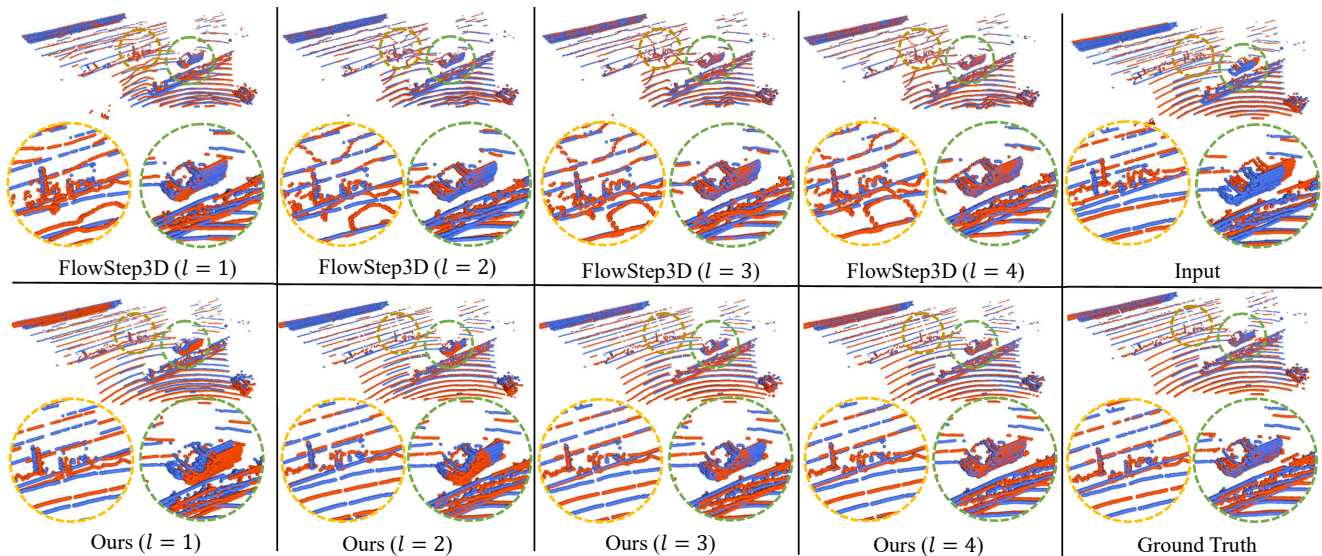 FlowStep3D (l = 1)
FlowStep3D (l = 2)
FlowStep3D (l = 3)
FlowStep3D (l = 4)
Input
Ours (l = 1)
Ours (l = 2)
Ours (l = 3)
Ours (l = 4)
Ground Truth